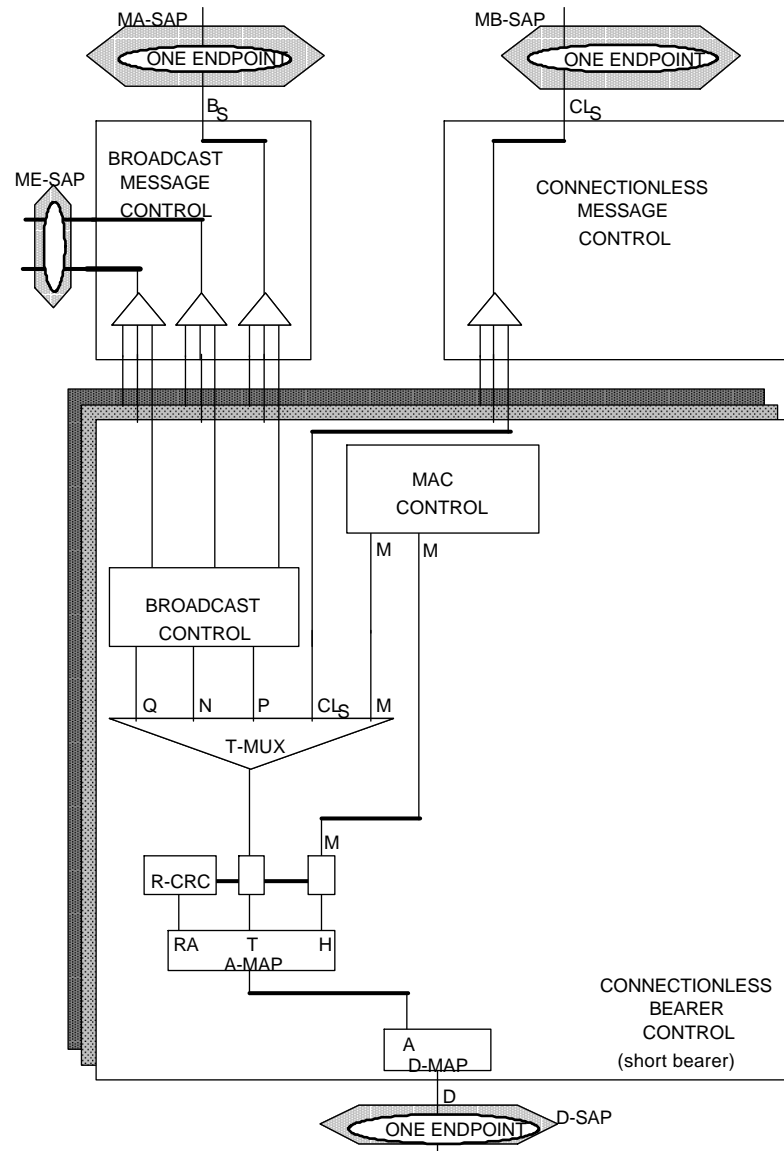 MA-SAP
MB-SAP
ONE ENDPOINT
ONE ENDPOINT
BS
CLS
BROADCAST
MESSAGE
CONTROL
ME-SAP
CONNECTIONLESS
MESSAGE
CONTROL
MAC
CONTROL
M
M
BROADCAST
CONTROL
Q
N
P
CLS
M
T-MUX
M
R-CRC
RA
T
H
A-MAP
CONNECTIONLESS
BEARER
CONTROL
(short bearer)
A
D-MAP
D
D-SAP
ONE ENDPOINT